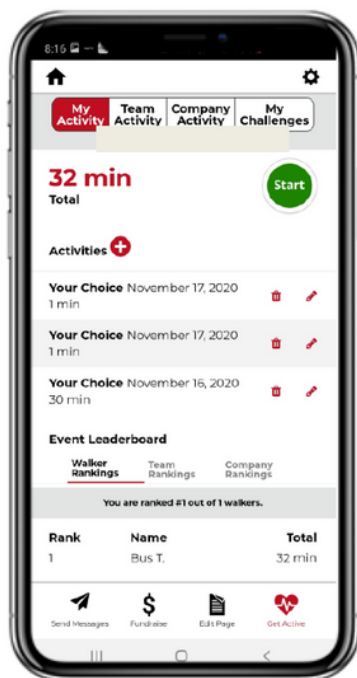 8:16
My Activity
Team Activity
Company Activity
My Challenges
32 min
Total
Start
Activities
Your Choice November 17, 2020
1 min
Your Choice November 17, 2020
1 min
Your Choice November 16, 2020
30 min
Event Leaderboard
Walker Rankings
Team Rankings
Company Rankings
You are ranked #1 out of 1 walkers.
Rank Name Total
1 Bus T. 32 min
Send Messages Fundraise Edit Page Get Active